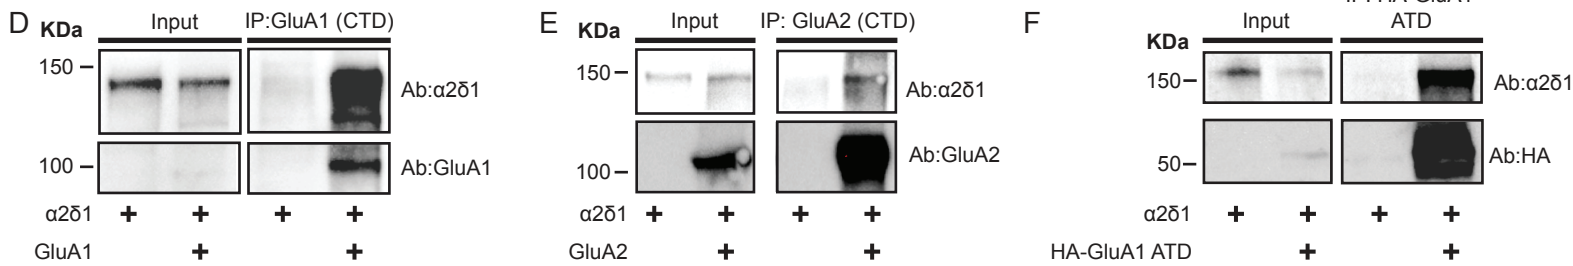 D
KDa
Input
IP:GluA1 (CTD)
150
Ab:α2δ1
100
Ab:GluA1
α2δ1 + + + +
GluA1 + +
E
KDa
Input
IP: GluA2 (CTD)
150
Ab:α2δ1
100
Ab:GluA2
α2δ1 + + + +
GluA2 + +
F
KDa
Input
ATD
150
Ab:α2δ1
50
Ab:HA
α2δ1 + + + +
HA-GluA1 ATD + +